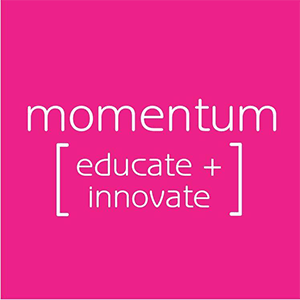 momentum
[ educate +
innovate ]